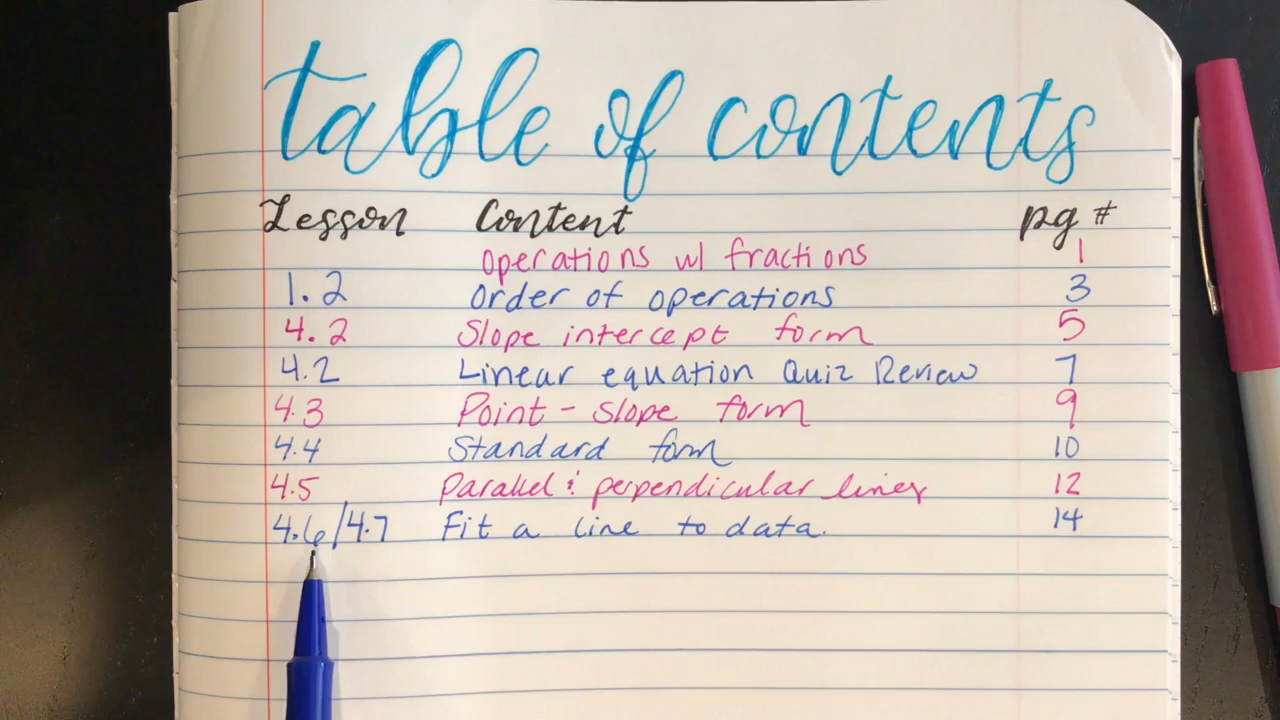 table of contents
Lesson Content pg #
operations w/ fractions 1
1.2 Order of operations 3
4.2 Slope intercept form 5
4.2 Linear equation Quiz Review 7
4.3 Point - slope form 9
4.4 Standard form 10
4.5 Parallel & perpendicular lines 12
4.6/4.7 Fit a line to data. 14